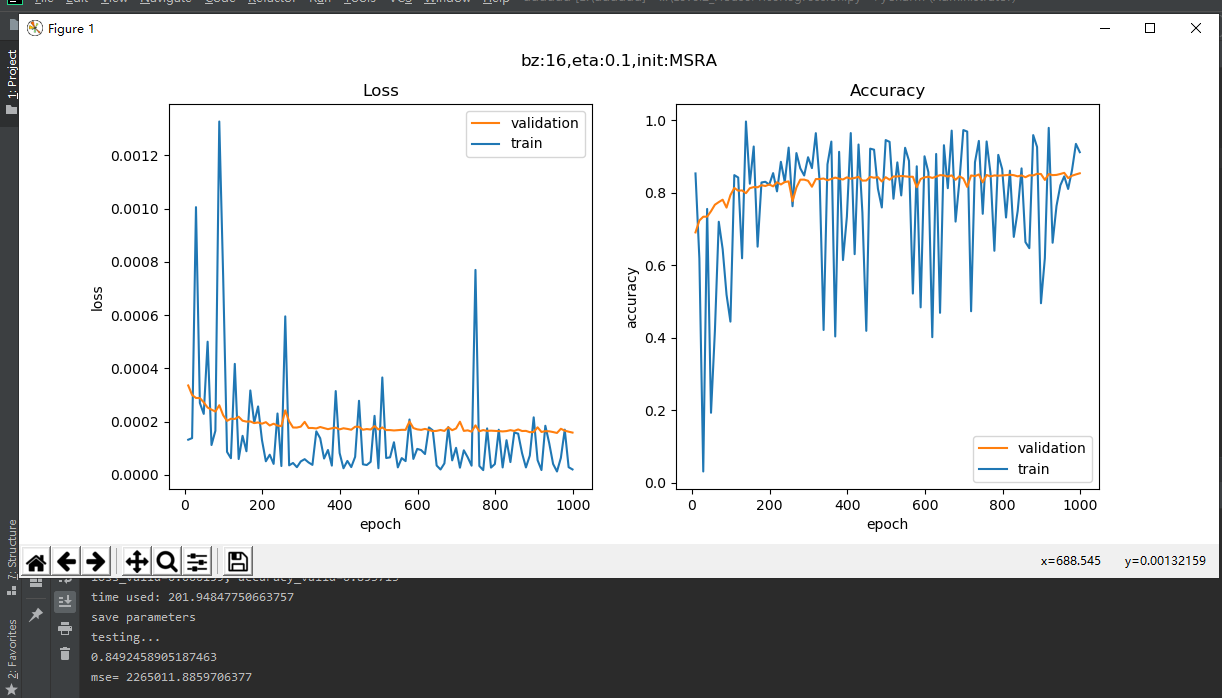 Figure 1
bz:16,eta:0.1,init:MSRA
Loss
validation
train
0.0012
0.0010
0.0008
0.0006
0.0004
0.0002
0.0000
loss
0 200 400 600 800 1000
epoch
Accuracy
1.0
0.8
0.6
0.4
0.2
0.0
accuracy
validation
train
0 200 400 600 800 1000
epoch
x=688.545 y=0.00132159
1: Project
7: Structure
2: Favorites
time used: 201.94847750663757
save parameters
testing...
0.8492458905187463
mse= 2265011.8859706377